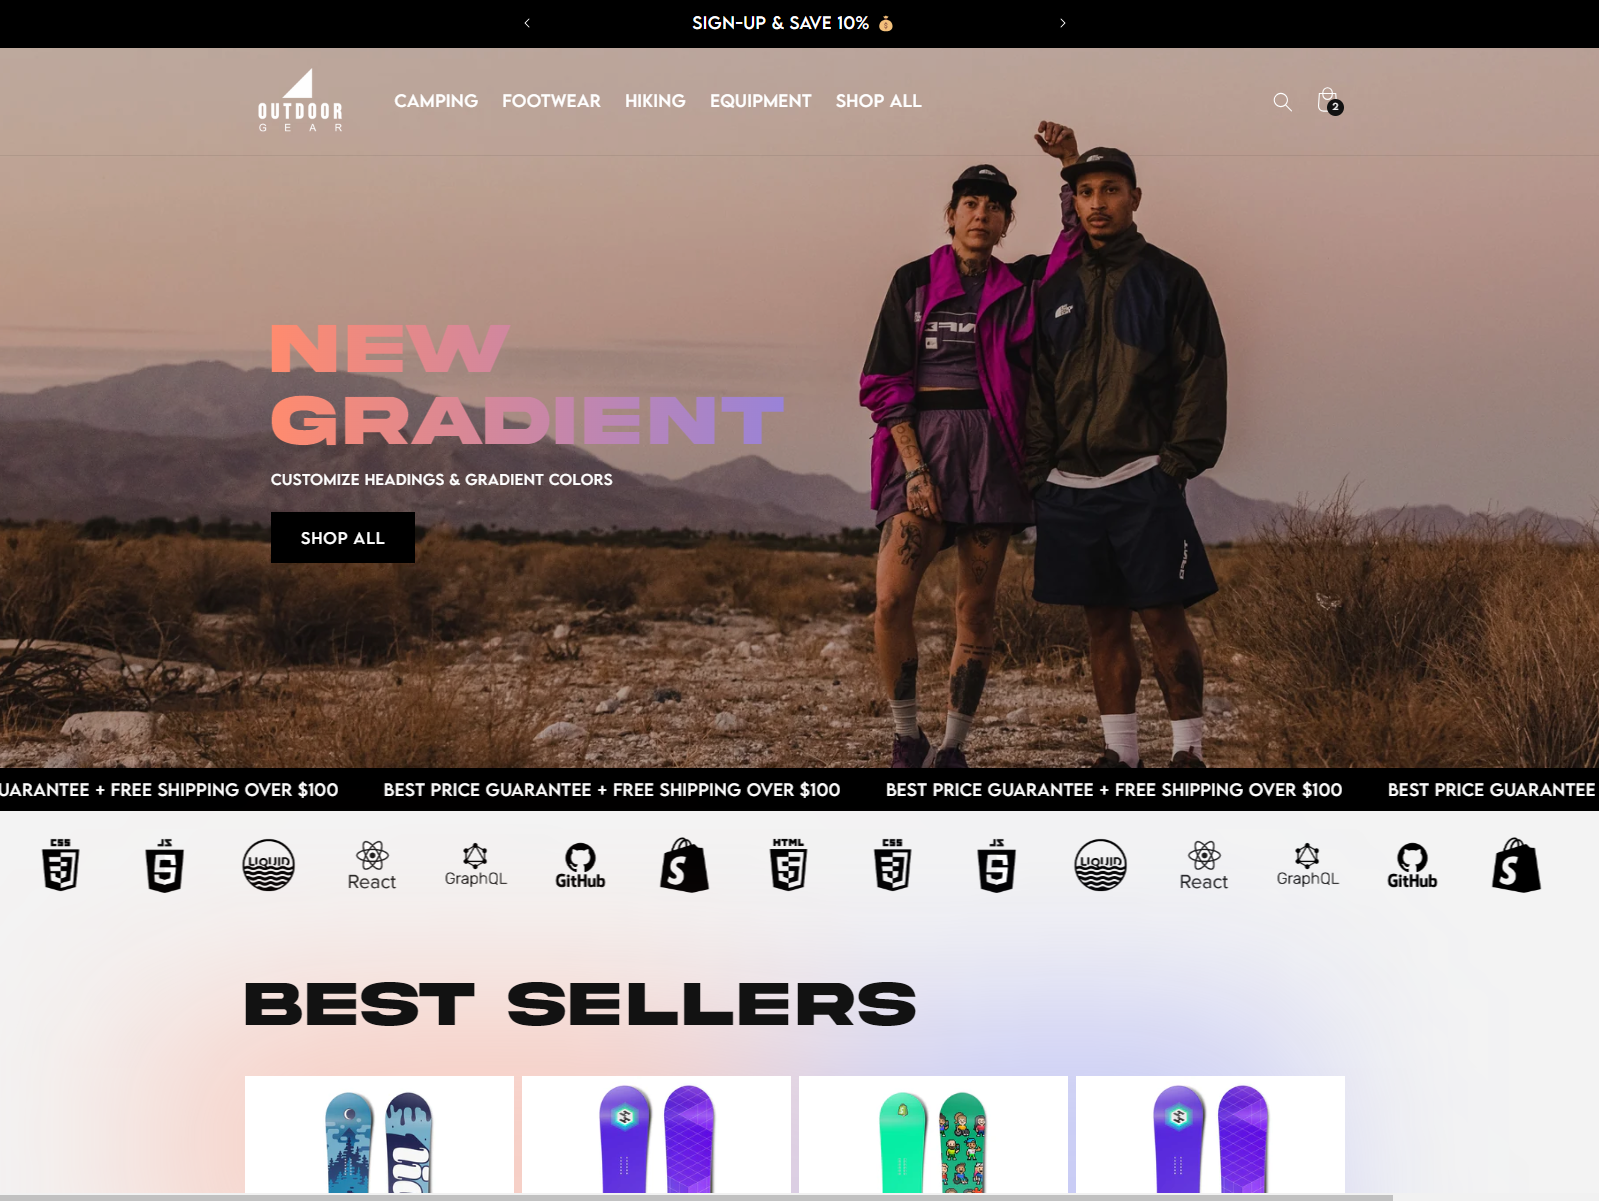 SIGN-UP & SAVE 10%
OUTDOOR
GEAR
CAMPING FOOTWEAR HIKING EQUIPMENT SHOP ALL
2
NEW
GRADIENT
CUSTOMIZE HEADINGS & GRADIENT COLORS
SHOP ALL
UARANTEE + FREE SHIPPING OVER $100 BEST PRICE GUARANTEE + FREE SHIPPING OVER $100 BEST PRICE GUARANTEE + FREE SHIPPING OVER $100 BEST PRICE GUARANTEE
CSS JS LIQUID React GraphQL GitHub S HTML CSS JS LIQUID React GraphQL GitHub S
BEST SELLERS